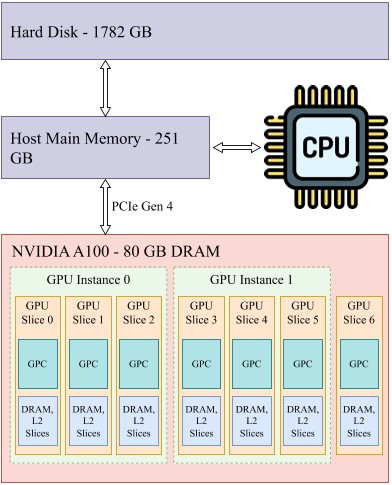 Hard Disk - 1782 GB
Host Main Memory - 251
GB
CPU
PCIe Gen 4
NVIDIA A100 - 80 GB DRAM
GPU Instance 0
GPU Instance 1
GPU
Slice 0
GPU
Slice 1
GPU
Slice 2
GPU
Slice 3
GPU
Slice 4
GPU
Slice 5
GPU
Slice 6
GPC
GPC
GPC
GPC
GPC
GPC
GPC
DRAM,
L2
Slices
DRAM,
L2
Slices
DRAM,
L2
Slices
DRAM,
L2
Slices
DRAM,
L2
Slices
DRAM,
L2
Slices
DRAM,
L2
Slices